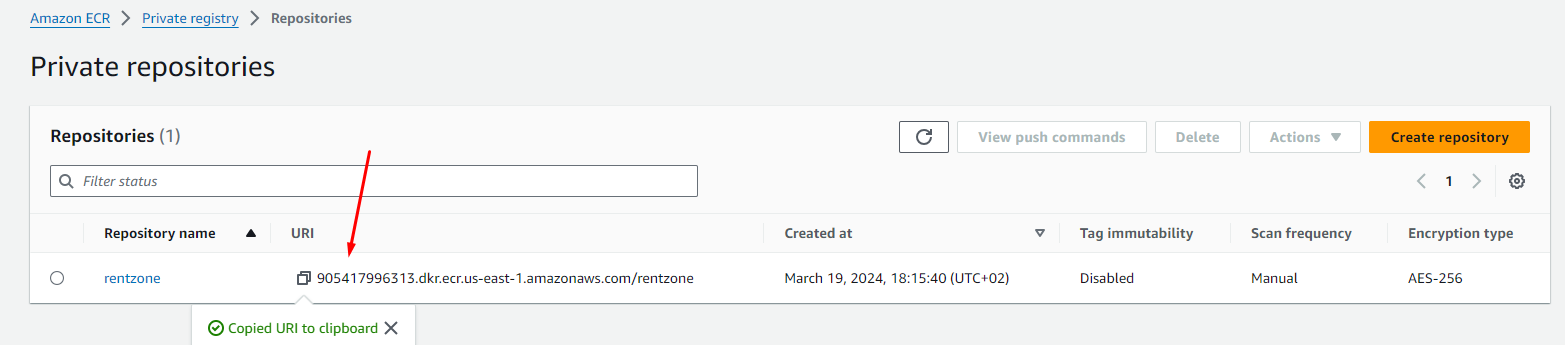 Amazon ECR > Private registry > Repositories
Private repositories
Repositories (1)
View push commands
Delete
Actions
Create repository
Filter status
1
Repository name URI Created at Tag immutability Scan frequency Encryption type
rentzone 905417996313.dkr.ecr.us-east-1.amazonaws.com/rentzone March 19, 2024, 18:15:40 (UTC+02) Disabled Manual AES-256
Copied URI to clipboard